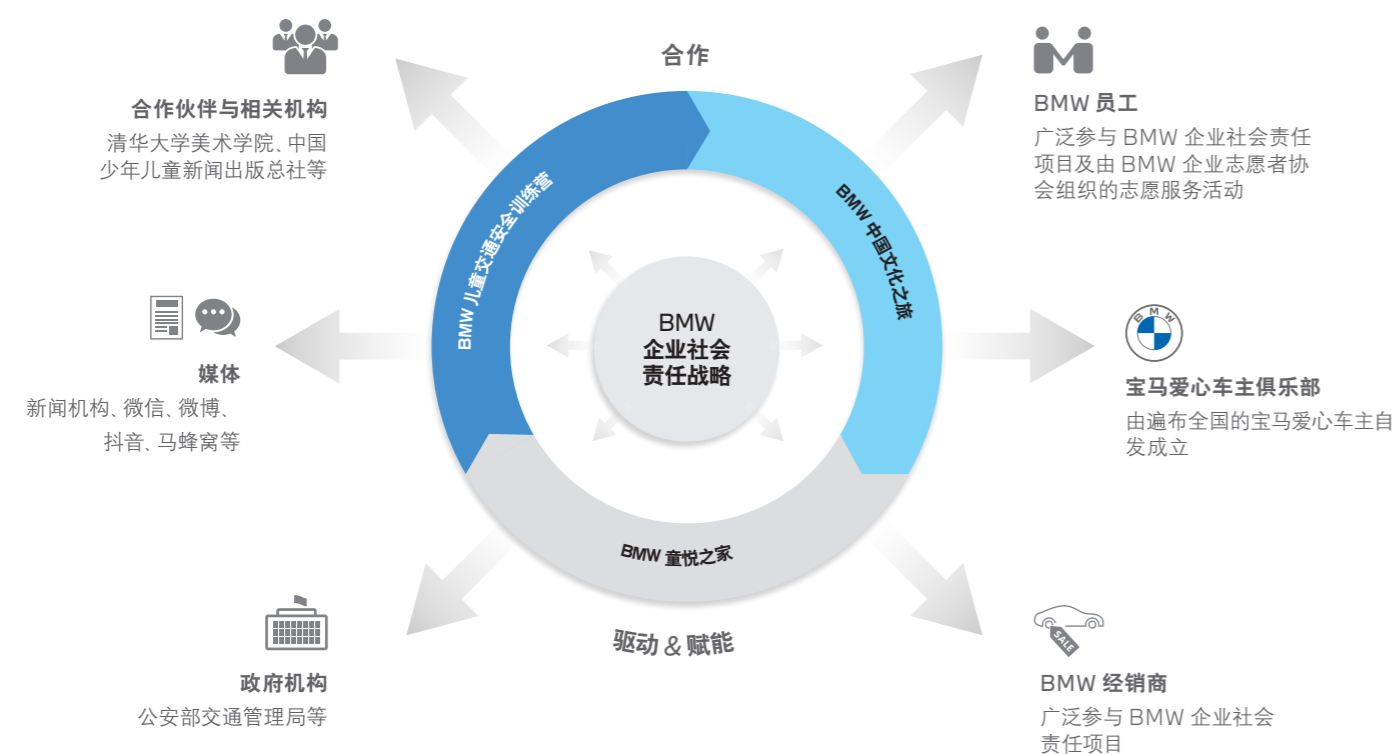 合作
合作伙伴与相关机构
清华大学美术学院、中国
少年儿童新闻出版总社等
BMW 员工
广泛参与 BMW 企业社会责任
项目及由 BMW 企业志愿者协
会组织的志愿服务活动
BMW 儿童交通安全训练营
BMW 中国文化之旅
BMW
企业社会
责任战略
媒体
新闻机构、微信、微博、
抖音、马蜂窝等
BMW
宝马爱心车主俱乐部
由遍布全国的宝马爱心车主自
发成立
BMW 童悦之家
驱动 & 赋能
政府机构
公安部交通管理局等
SALE
BMW 经销商
广泛参与 BMW 企业社会
责任项目